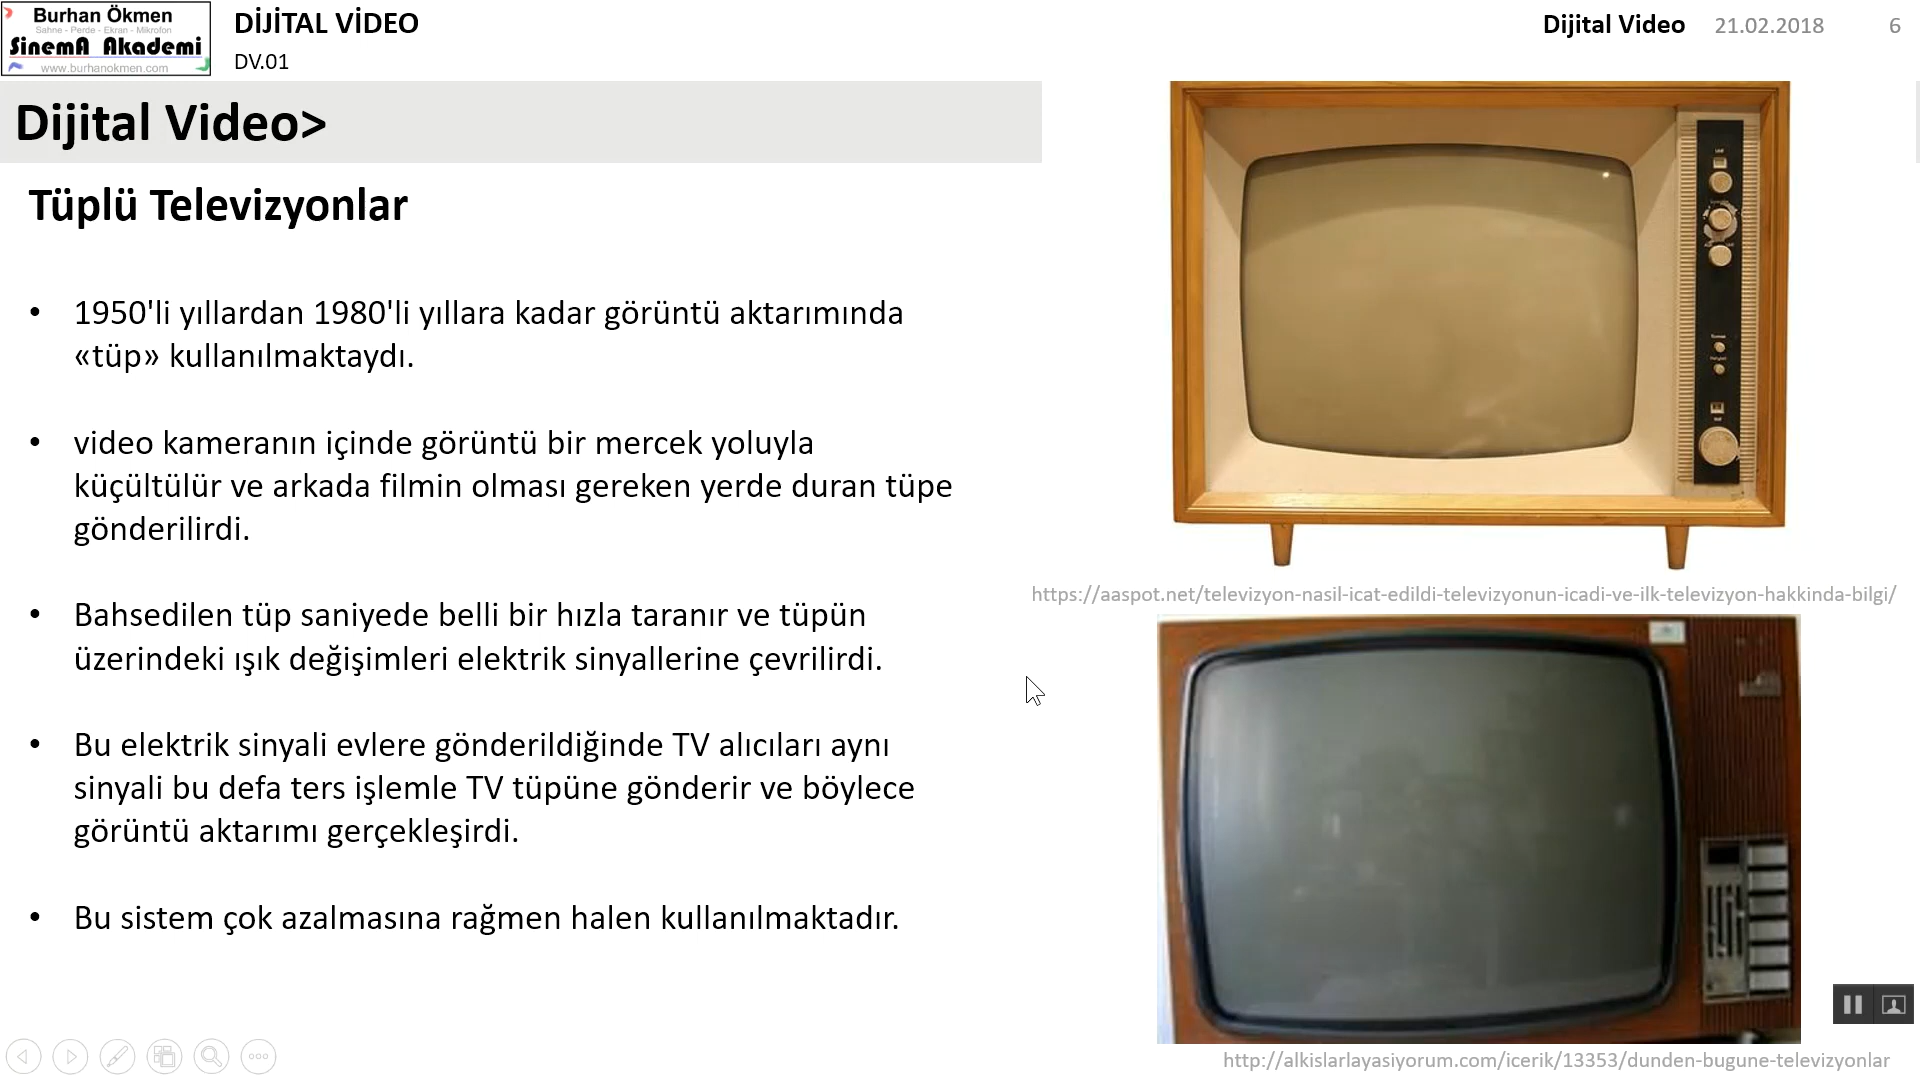 Burhan Ökmen
Sahne - Perde - Ekran - Mikrofon
SinemA Akademi
www.burhanokmen.com
DİJİTAL VİDEO
DV.01
Dijital Video
21.02.2018
6
Dijital Video>
Tüplü Televizyonlar
• 1950'li yıllardan 1980'li yıllara kadar görüntü aktarımında
«tüp» kullanılmaktaydı.
• video kameranın içinde görüntü bir mercek yoluyla
küçültülür ve arkada filmin olması gereken yerde duran tüpe
gönderilirdi.
• Bahsedilen tüp saniyede belli bir hızla taranır ve tüpün
üzerindeki ışık değişimleri elektrik sinyallerine çevrilirdi.
• Bu elektrik sinyali evlere gönderildiğinde TV alıcıları aynı
sinyali bu defa ters işlemle TV tüpüne gönderir ve böylece
görüntü aktarımı gerçekleşirdi.
• Bu sistem çok azalmasına rağmen halen kullanılmaktadır.
https://aaspot.net/televizyon-nasil-icat-edildi-televizyonun-icadi-ve-ilk-televizyon-hakkinda-bilgi/
http://alkislarlayasiyorum.com/icerik/13353/dunden-bugune-televizyonlar